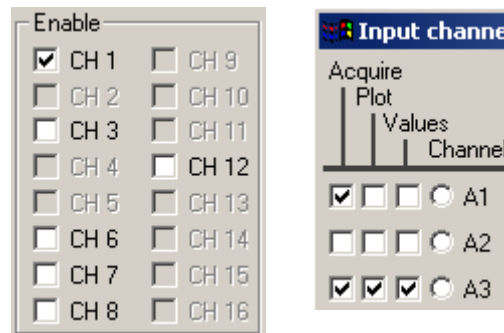 Enable
CH 1 CH 9
CH 2 CH 10
CH 3 CH 11
CH 4 CH 12
CH 5 CH 13
CH 6 CH 14
CH 7 CH 15
CH 8 CH 16
Input channe
Acquire
Plot
Values
Channel
A1
A2
A3